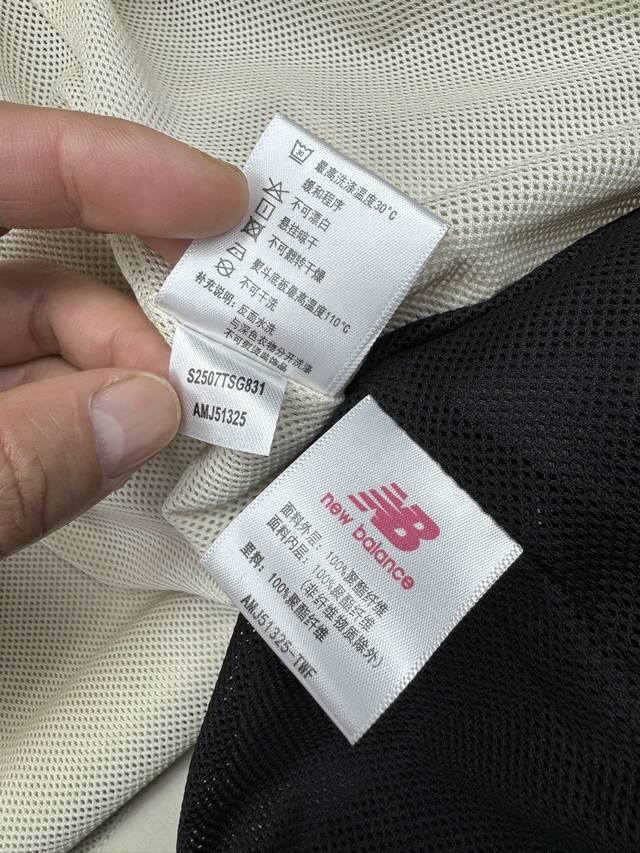 30
最高洗涤温度30°C
缓和程序
不可漂白
悬挂晾干
不可翻转干燥
熨斗底板最高温度110°C
不可干洗
补充说明: 反面水洗
与深色衣物分开洗涤
不可熨烫装饰品
S2507TSG831
AMJ51325
NB
new balance
面料外层: 100%聚酯纤维
面料内层: 100%聚酯纤维
(非纤维物质除外)
里料: 100%聚酯纤维
AMJ51325-TWF